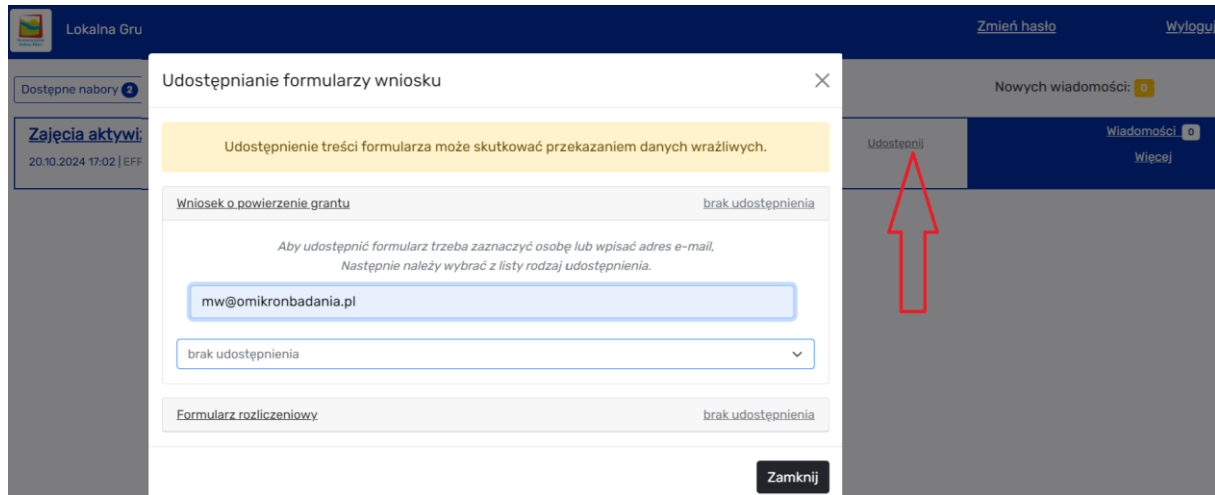 Lokalna Gru
Zmień hasło
Wyloguj
Dostępne nabory 2
Nowych wiadomości: 0
Zajęcia aktywi
20.10.2024 17:02 | EFF
Udostępnij
Wiadomości 0
Więcej
Udostępnianie formularzy wniosku
Udostępnienie treści formularza może skutkować przekazaniem danych wrażliwych.
Wniosek o powierzenie grantu
brak udostępnienia
Aby udostępnić formularz trzeba zaznaczyć osobę lub wpisać adres e-mail,
Następnie należy wybrać z listy rodzaj udostępnienia.
mw@omikronbadania.pl
brak udostępnienia
Formularz rozliczeniowy
brak udostępnienia
Zamknij